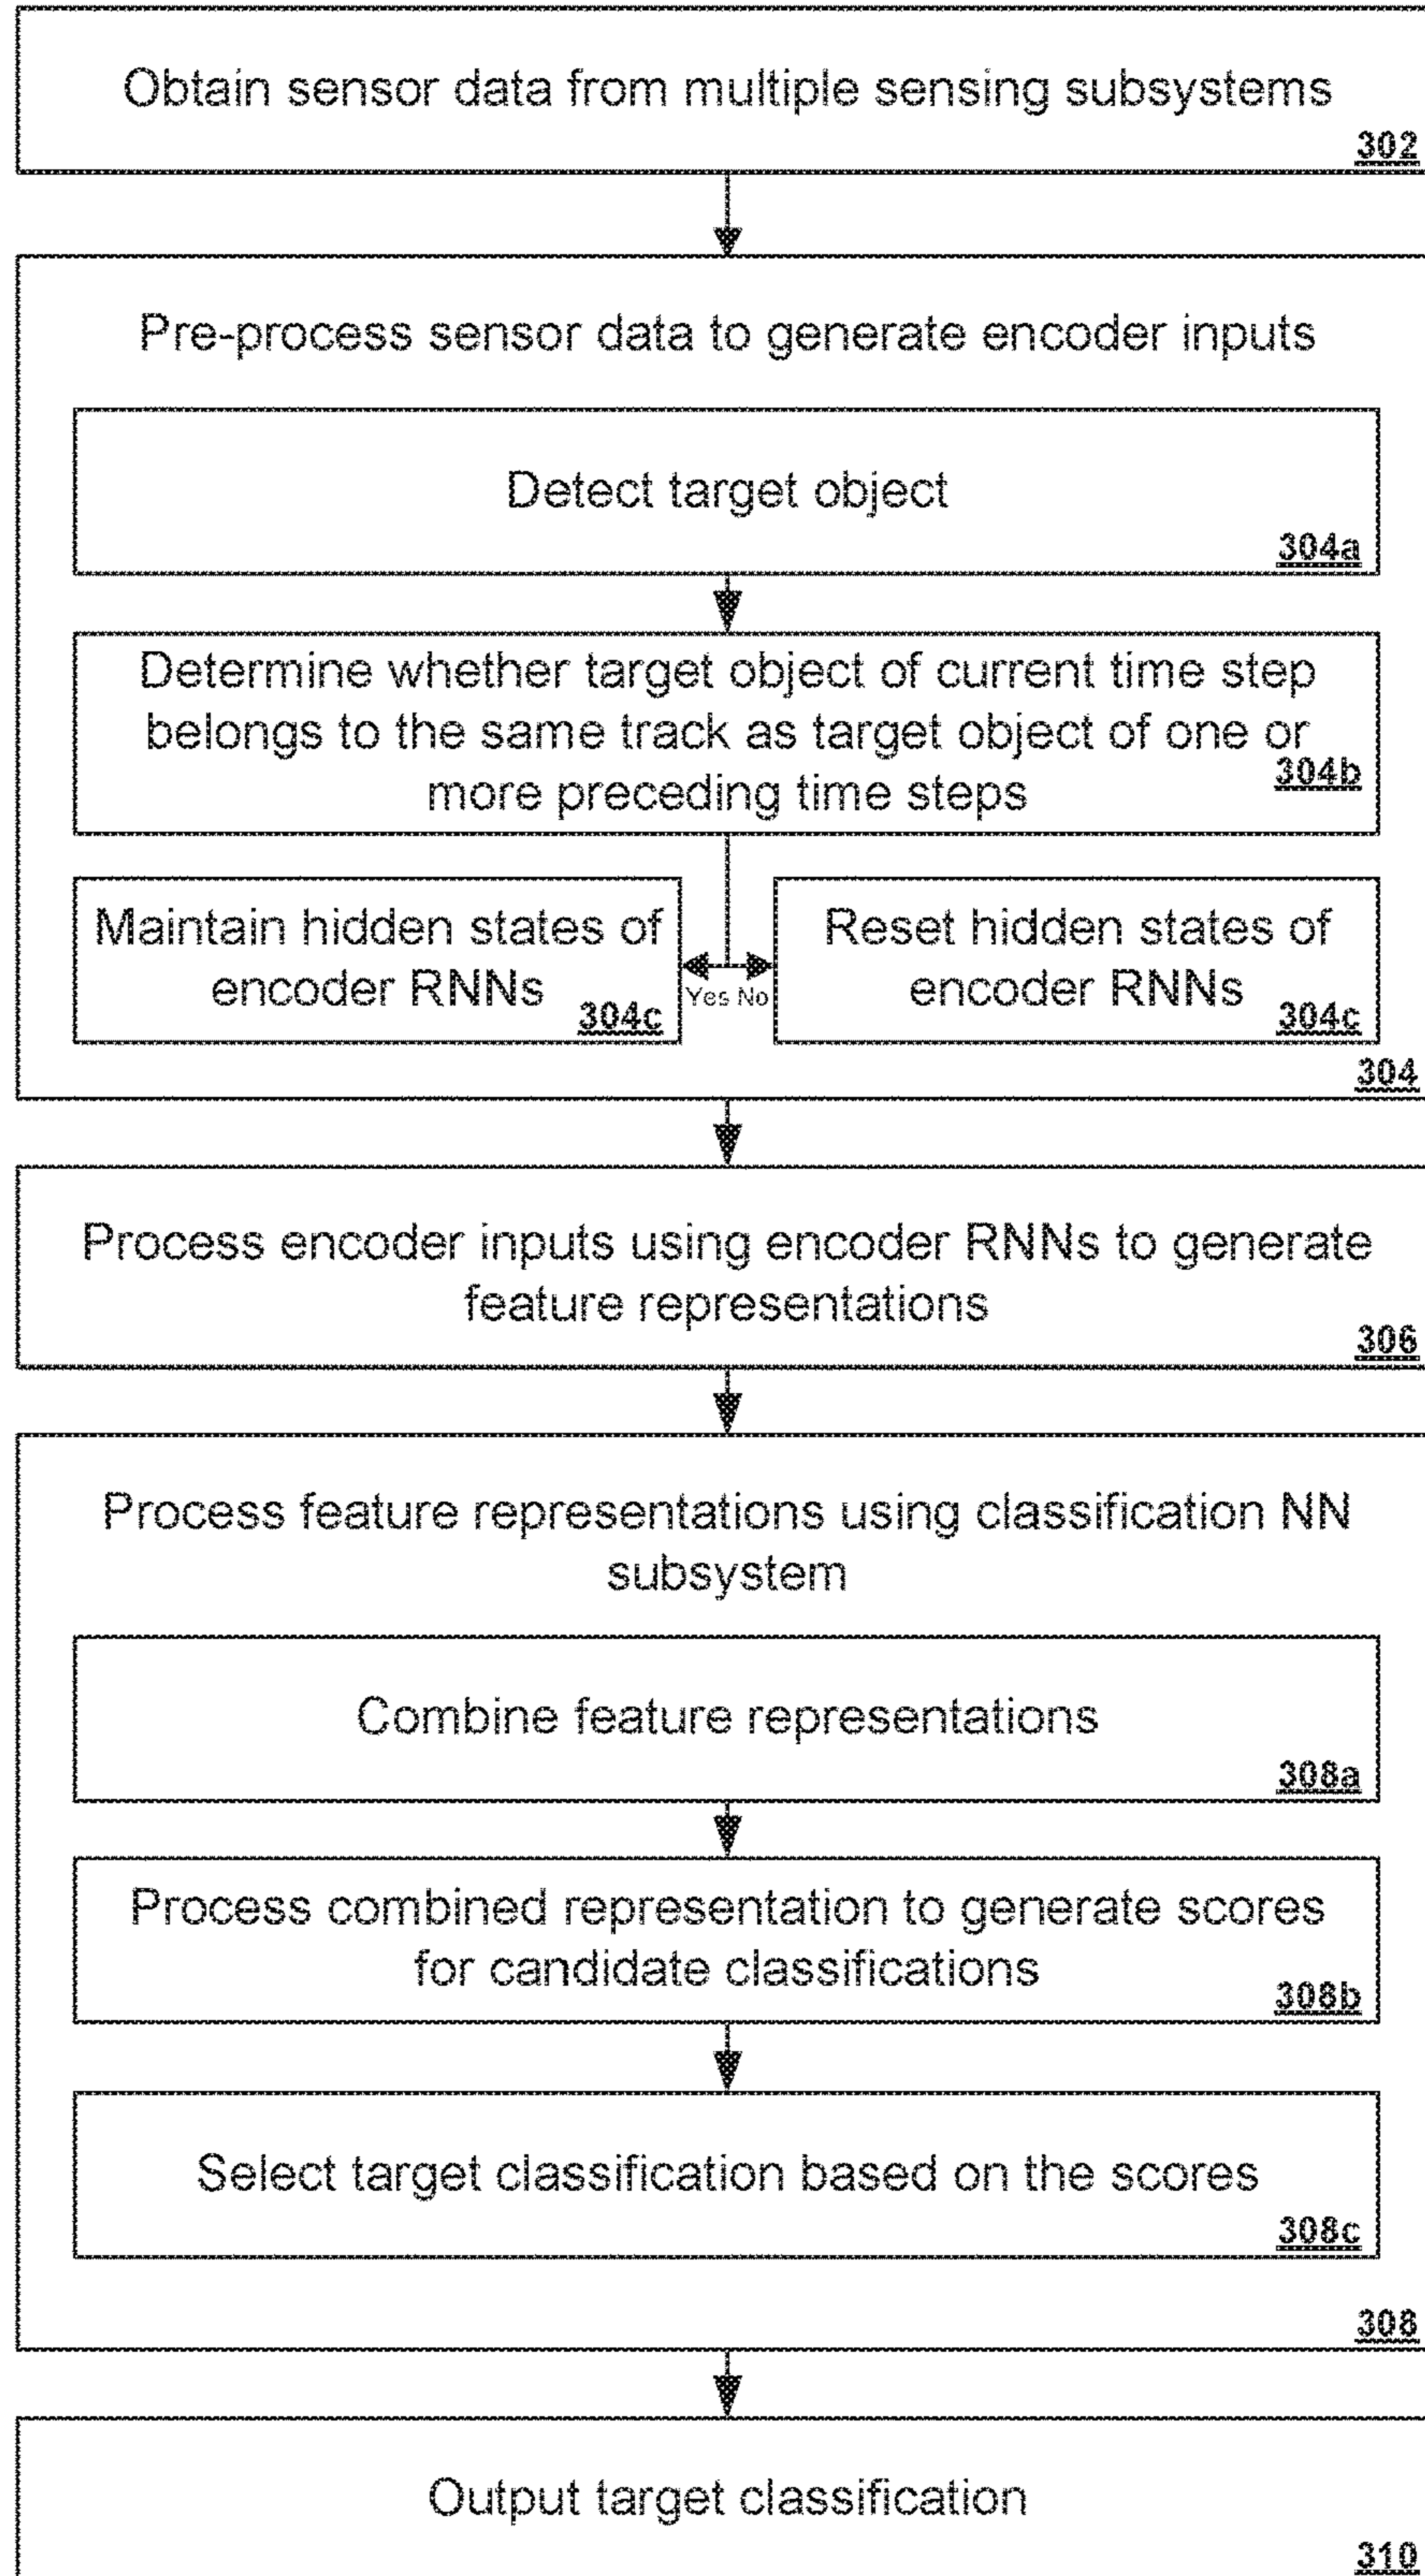 Obtain sensor data from multiple sensing subsystems
302
Pre-process sensor data to generate encoder inputs
Detect target object
304a
Determine whether target object of current time step
belongs to the same track as target object of one or
more preceding time steps
304b
Maintain hidden states of
encoder RNNs
304c
Yes No
Reset hidden states of
encoder RNNs
304c
304
Process encoder inputs using encoder RNNs to generate
feature representations
306
Process feature representations using classification NN
subsystem
Combine feature representations
308a
Process combined representation to generate scores
for candidate classifications
308b
Select target classification based on the scores
308c
308
Output target classification
310